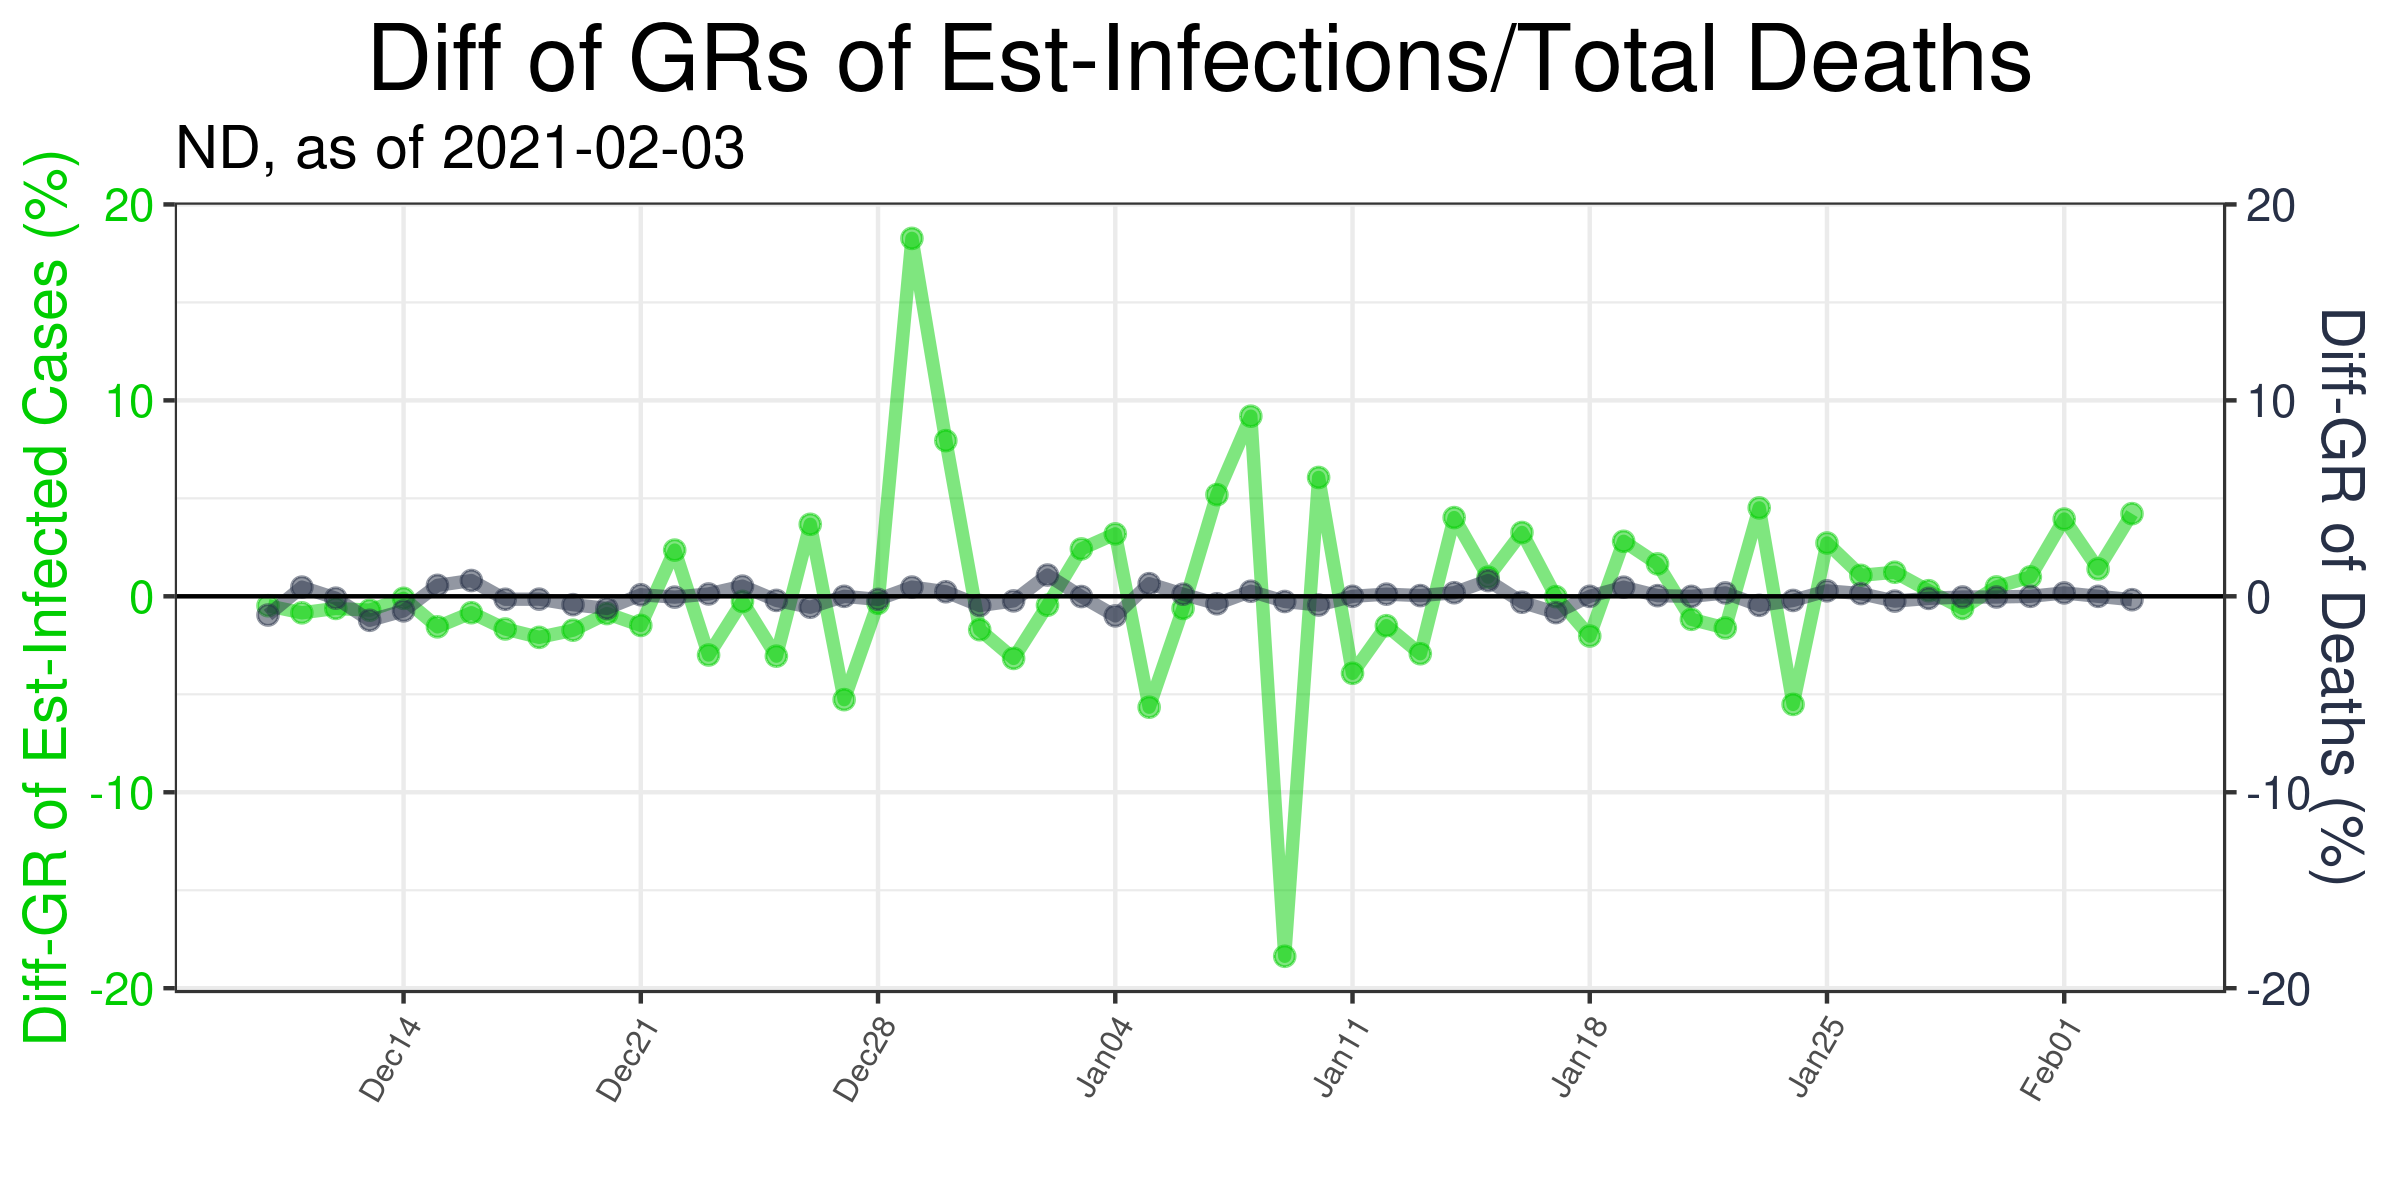 Diff of GRs of Est-Infections/Total Deaths
ND, as of 2021-02-03
Diff-GR of Est-Infected Cases (%)
20
10
0
-10
-20
20
10
0
-10
-20
Diff-GR of Deaths (%)
Dec14
Dec21
Dec28
Jan04
Jan11
Jan18
Jan25
Feb01